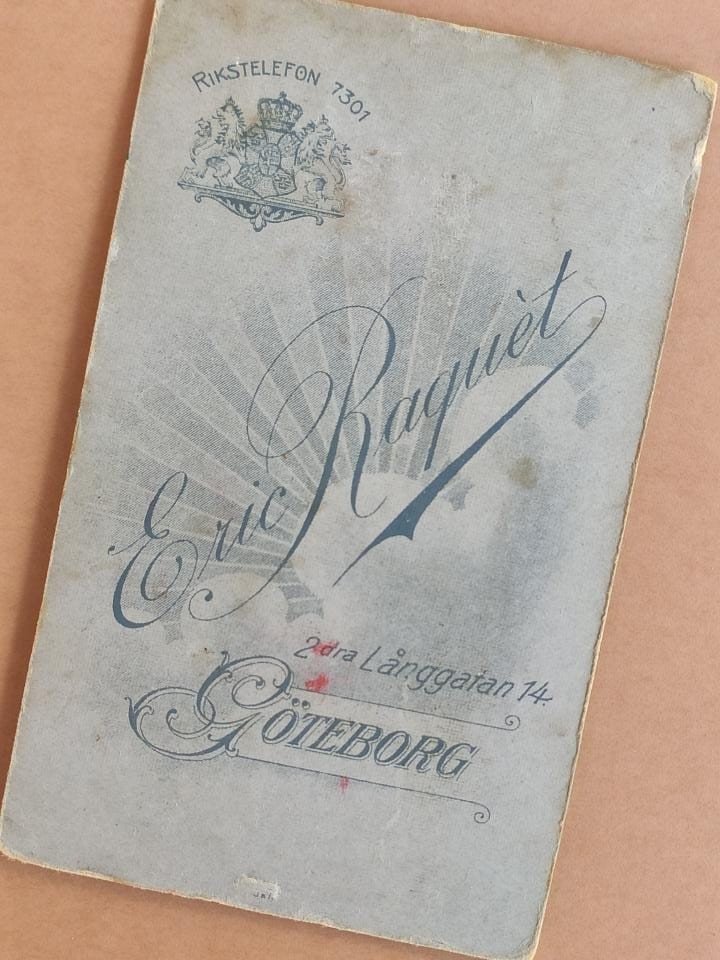 RIKSTELEFON 7301
Eric Raquèt
2dra Långgatan 14.
GÖTEBORG